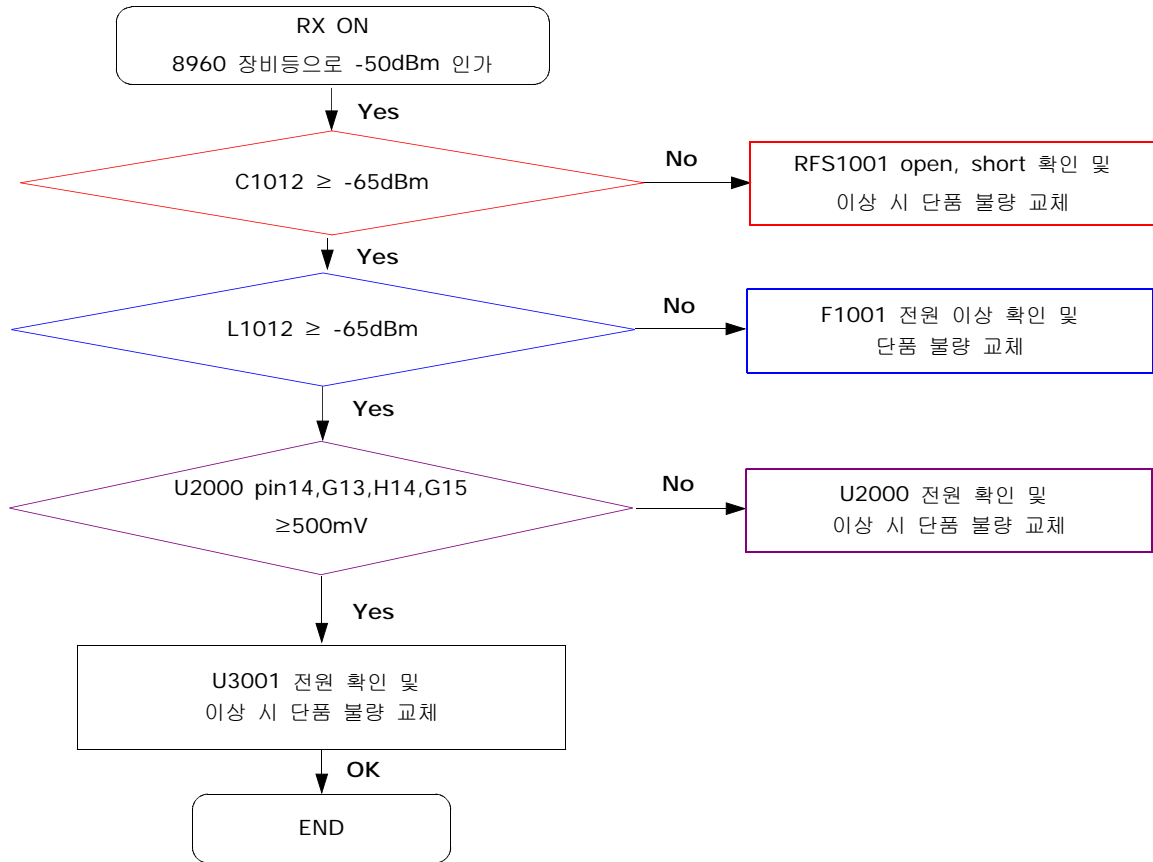 RX ON
8960 장비등으로 -50dBm 인가
Yes
C1012 ≥ -65dBm
No
RFS1001 open, short 확인 및
이상 시 단품 불량 교체
Yes
L1012 ≥ -65dBm
No
F1001 전원 이상 확인 및
단품 불량 교체
Yes
U2000 pin14,G13,H14,G15
≥500mV
No
U2000 전원 확인 및
이상 시 단품 불량 교체
Yes
U3001 전원 확인 및
이상 시 단품 불량 교체
OK
END